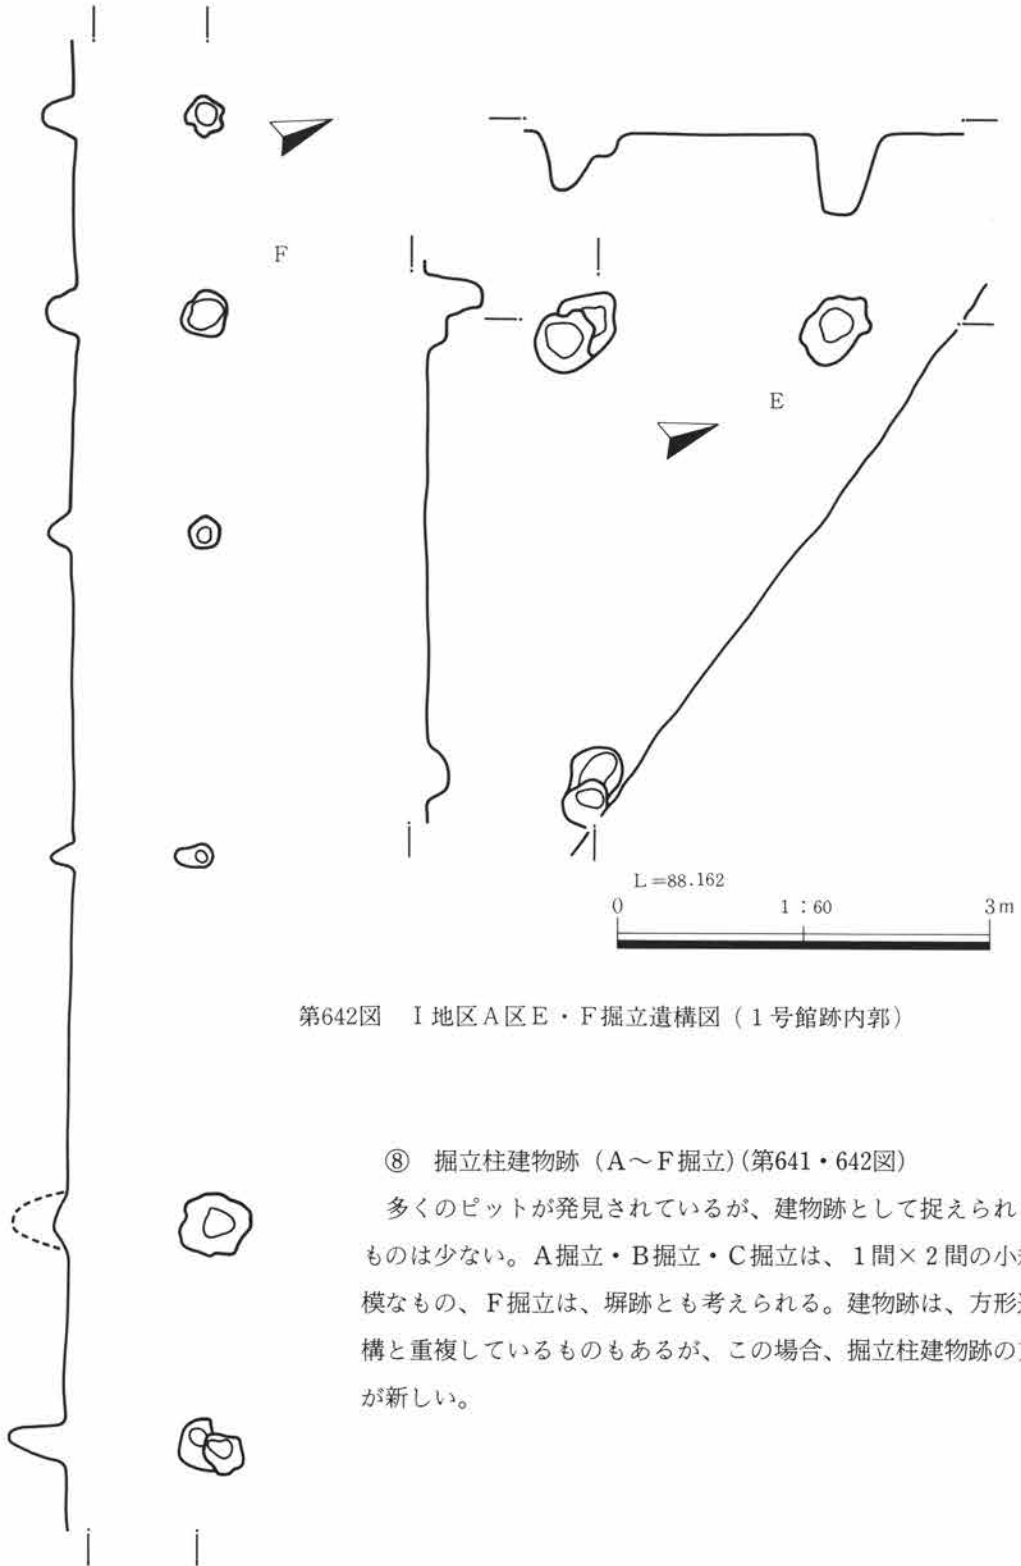 F
E
L=88.162
0 1:60 3m
第642図 I地区A区E・F掘立遺構図(1号館跡内郭)
⑧ 掘立柱建物跡(A~F掘立)(第641・642図)
多くのピットが発見されているが、建物跡として捉えられ
ものは少ない。A掘立・B掘立・C掘立は、1間×2間の小
模なもの、F掘立は、塀跡とも考えられる。建物跡は、方形
構と重複しているものもあるが、この場合、掘立柱建物跡の
が新しい。